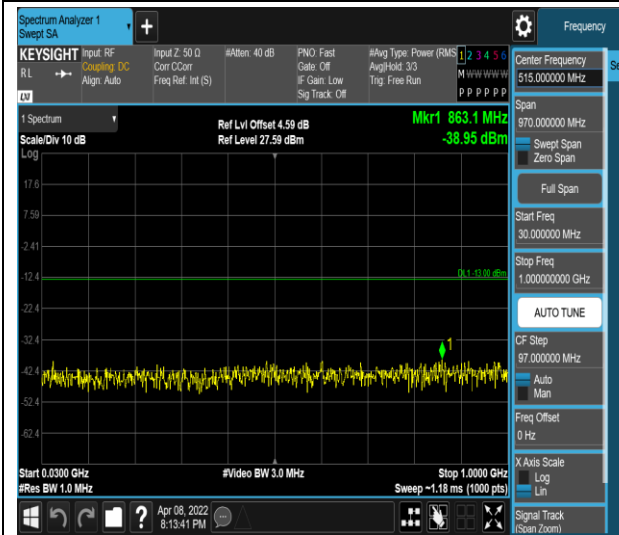 Spectrum Analyzer 1
Swept SA
+
Frequency
KEYSIGHT
RL
LXI
Input: RF
Coupling: DC
Align: Auto
Input Z: 50 Ω
Corr CCorr
Freq Ref: Int (S)
#Atten: 40 dB
PNO: Fast
Gate: Off
IF Gain: Low
Sig Track: Off
#Avg Type: Power (RMS
Avg|Hold: 3/3
Trig: Free Run
1 2 3 4 5 6
M W W W W W
P P P P P P
1 Spectrum
Scale/Div 10 dB
Ref Lvl Offset 4.59 dB
Ref Level 27.59 dBm
Mkr1 863.1 MHz
-38.95 dBm
Log
17.6
7.59
-2.41
-12.4
-22.4
-32.4
-42.4
-52.4
-62.4
DL1 -13.00 dBm
1
Start 0.0300 GHz
#Res BW 1.0 MHz
#Video BW 3.0 MHz
Stop 1.0000 GHz
Sweep ~1.18 ms (1000 pts)
?
Apr 08, 2022
8:13:41 PM
Center Frequency
515.000000 MHz
Span
970.000000 MHz
Swept Span
Zero Span
Full Span
Start Freq
30.000000 MHz
Stop Freq
1.000000000 GHz
AUTO TUNE
CF Step
97.000000 MHz
Auto
Man
Freq Offset
0 Hz
X Axis Scale
Log
Lin
Signal Track
(Span Zoom)